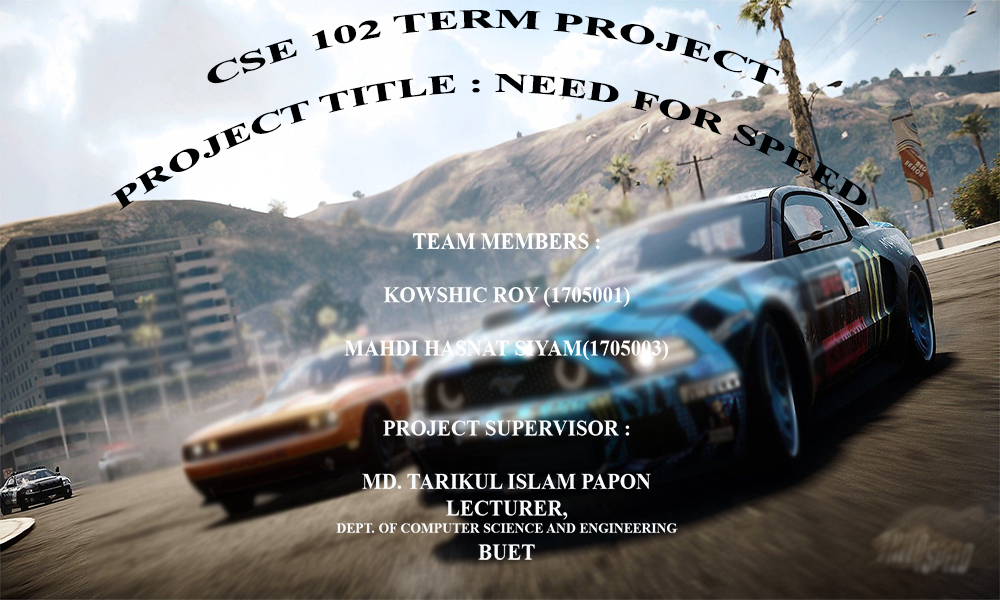 CSE 102 TERM PROJECT
PROJECT TITLE : NEED FOR SPEED
TEAM MEMBERS :
KOWSHIC ROY (1705001)
MAHDI HASNAT SIYAM(1705003)
PROJECT SUPERVISOR :
MD. TARIKUL ISLAM PAPON
LECTURER,
DEPT. OF COMPUTER SCIENCE AND ENGINEERING
BUET